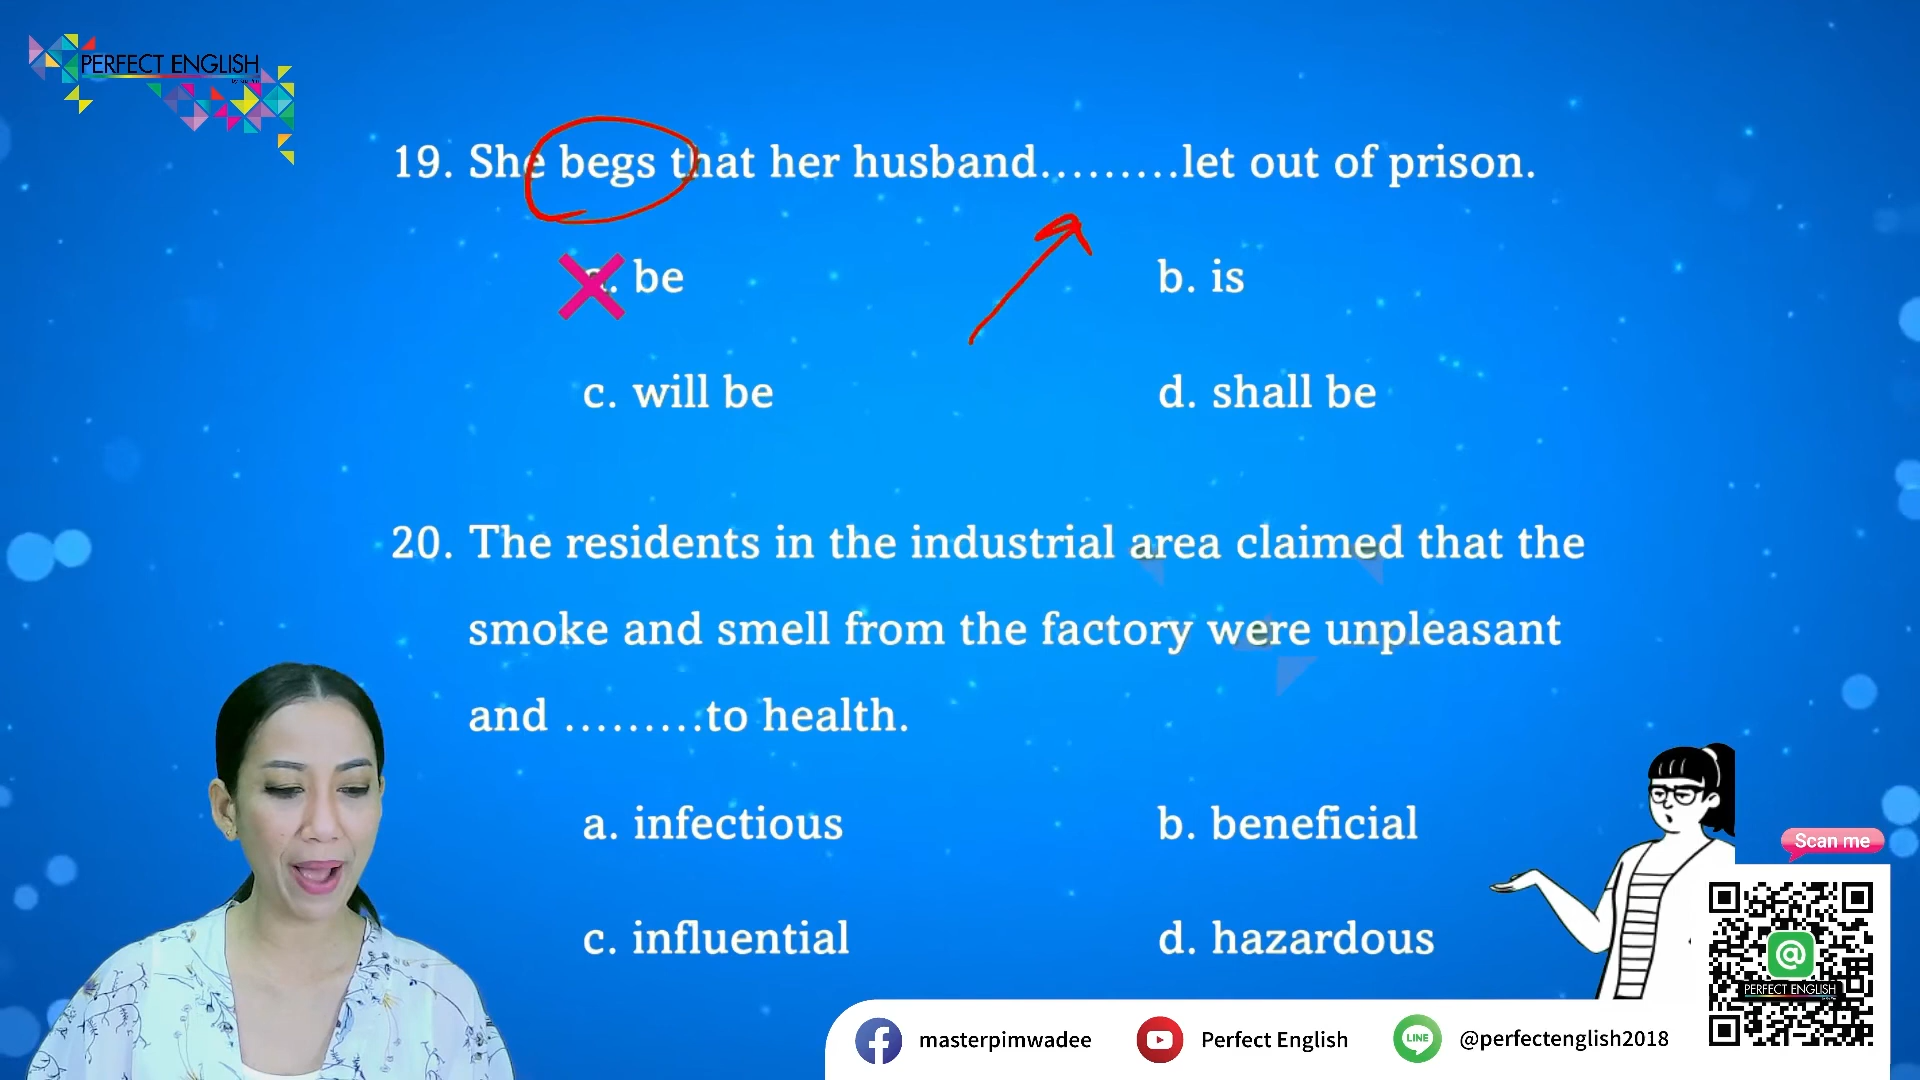 PERFECT ENGLISH
19. She begs that her husband.........let out of prison.
a. be
b. is
c. will be
d. shall be
20. The residents in the industrial area claimed that the
smoke and smell from the factory were unpleasant
and .........to health.
a. infectious
b. beneficial
c. influential
d. hazardous
Scan me
PERFECT ENGLISH
masterpimwadee
Perfect English
LINE
@perfectenglish2018